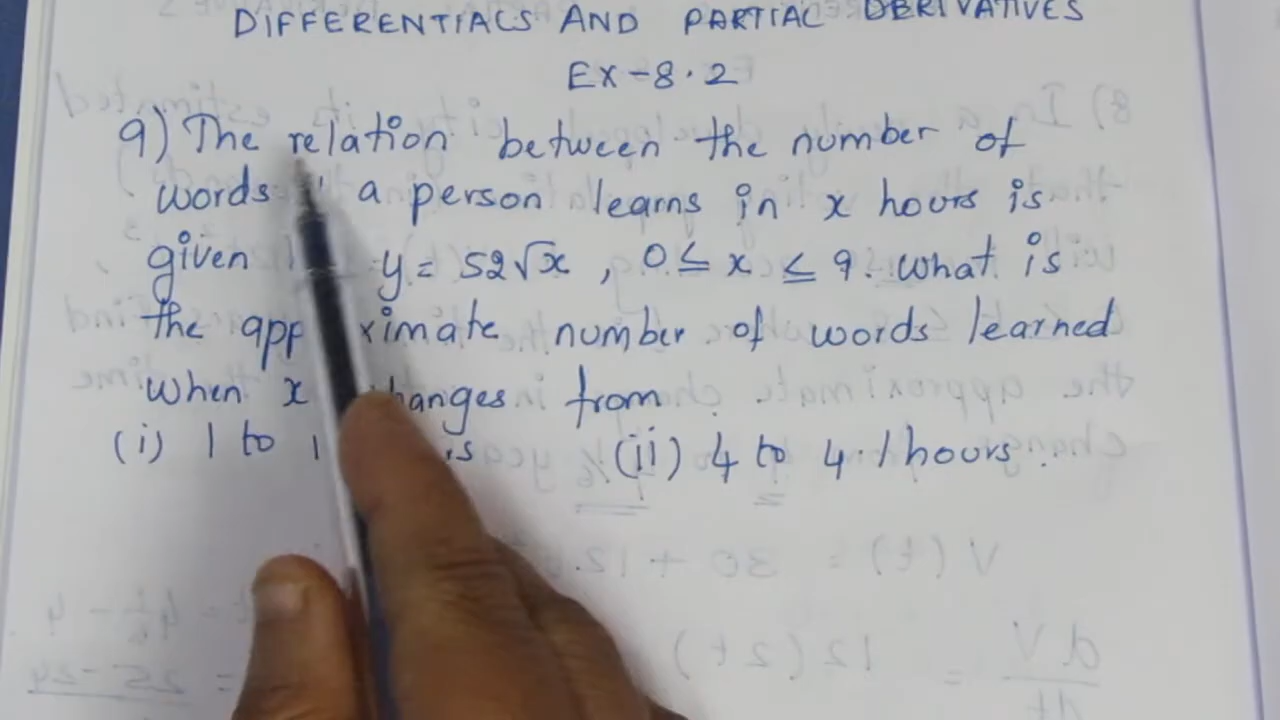 DIFFERENTIALS AND PARTIAL DERIVATIVES
Ex-8.2
9) The relation between the number of
words a person learns in x hours is
given y = 52√x , 0 ≤ x ≤ 9. what is
the app ximate number of words learned
when x changes from
(i) 1 to 1 s (ii) 4 to 4.1 hours.